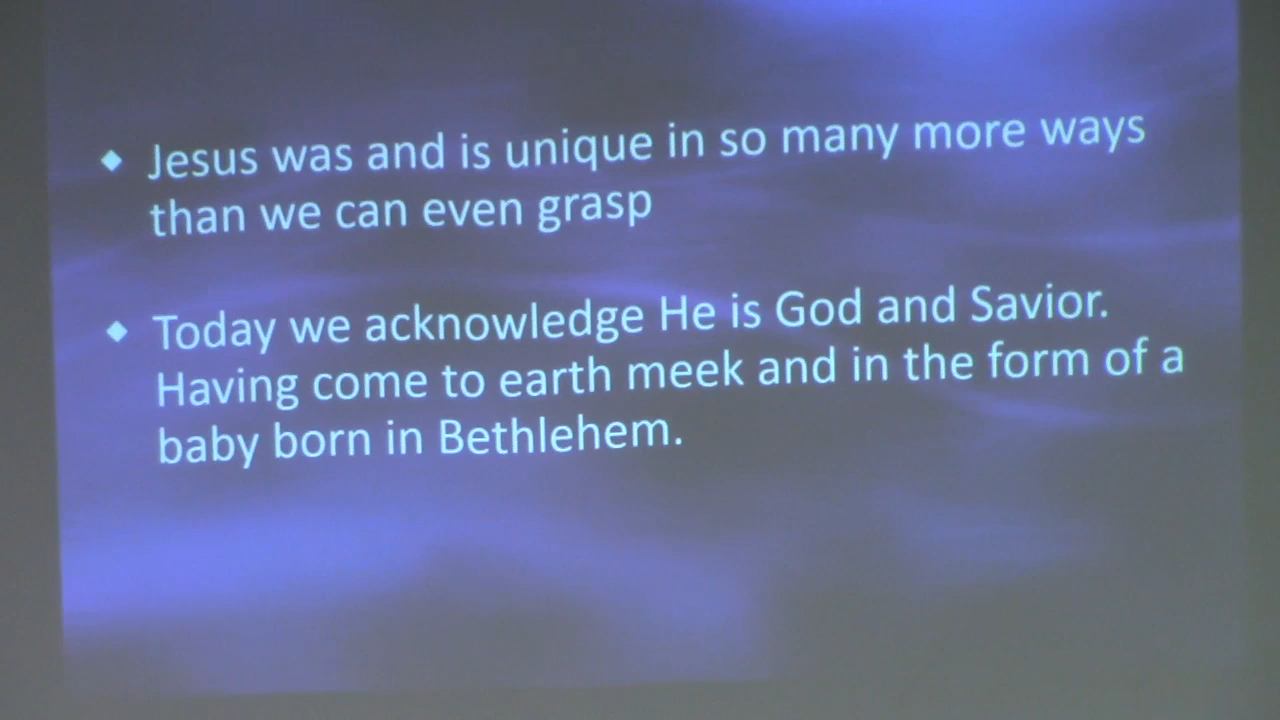 ◆ Jesus was and is unique in so many more ways
than we can even grasp
◆ Today we acknowledge He is God and Savior.
Having come to earth meek and in the form of a
baby born in Bethlehem.